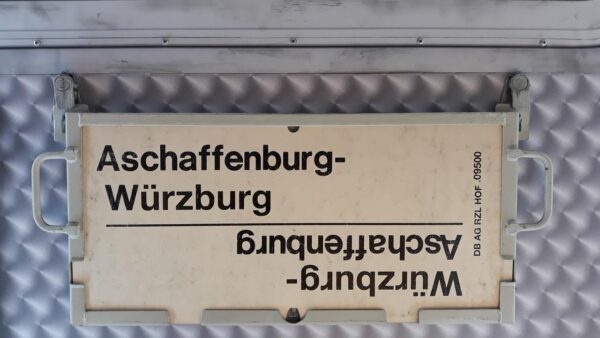 Aschaffenburg-
Würzburg
Würzburg-
Aschaffenburg
DB AG RZL HOF .09500